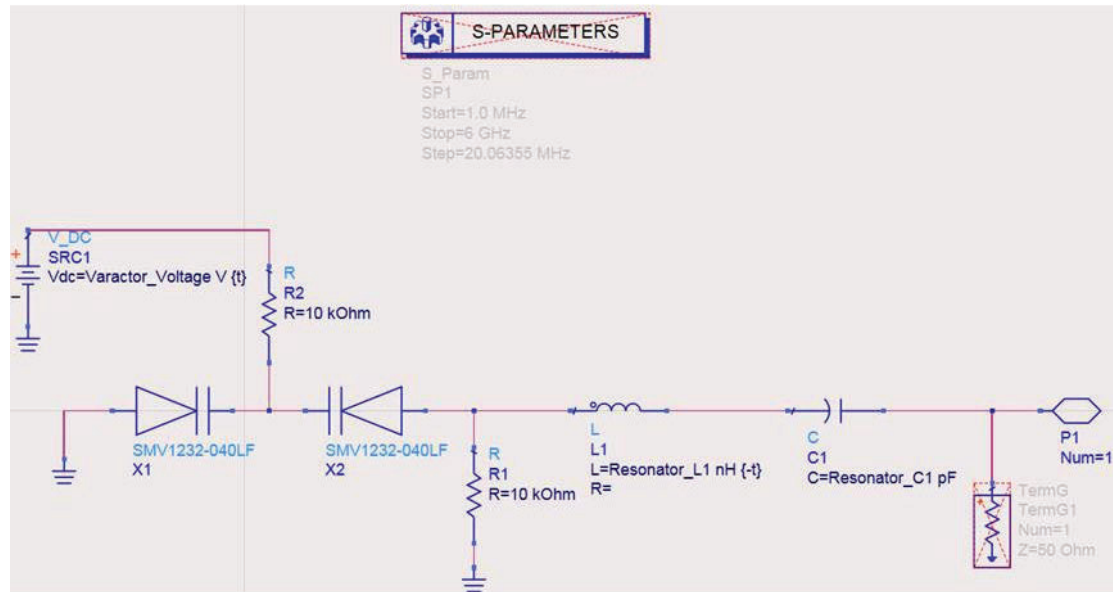 S-PARAMETERS
S_Param
SP1
Start=1.0 MHz
Stop=6 GHz
Step=20.06355 MHz
+
V_DC
SRC1
Vdc=Varactor_Voltage V {t}
−
R
R2
R=10 kOhm
SMV1232-040LF
X1
SMV1232-040LF
X2
R
R1
R=10 kOhm
L
L1
L=Resonator_L1 nH {-t}
R=
C
C1
C=Resonator_C1 pF
P1
Num=1
+
TermG
TermG1
Num=1
Z=50 Ohm